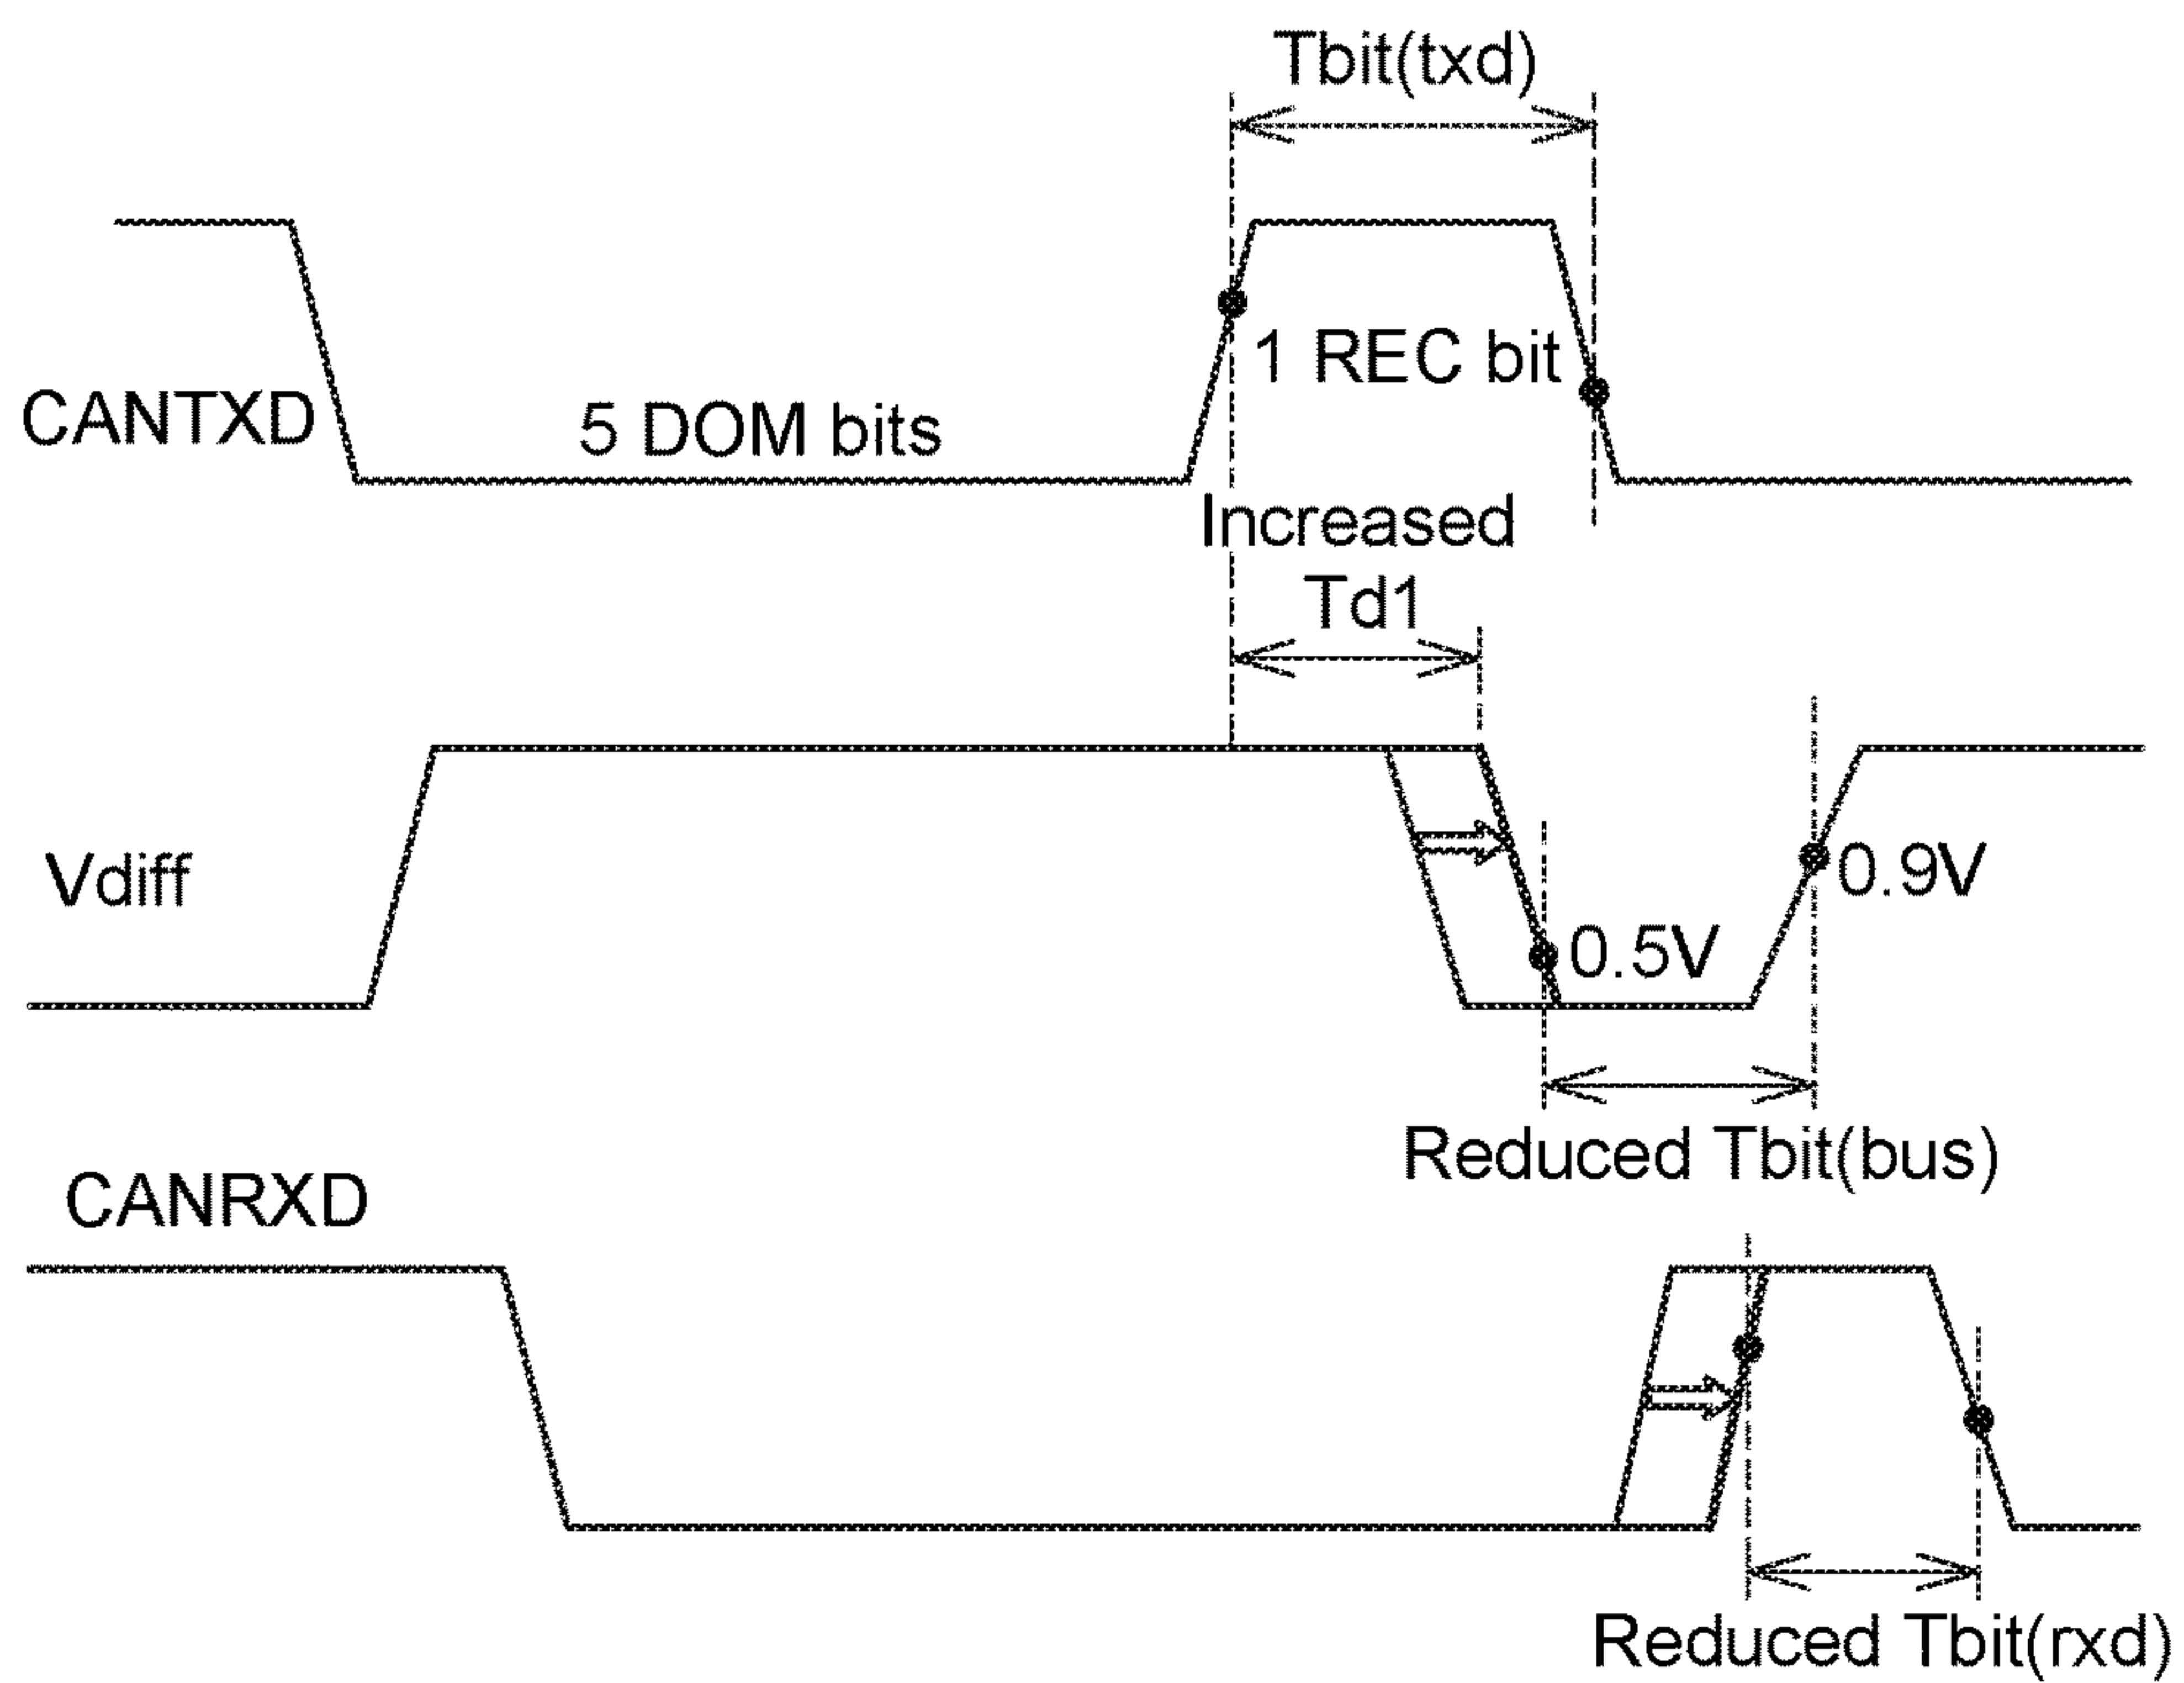 Tbit(txd)
1 REC bit
CANTXD
5 DOM bits
Increased
Td1
Vdiff
0.9V
0.5V
Reduced Tbit(bus)
CANRXD
Reduced Tbit(rxd)